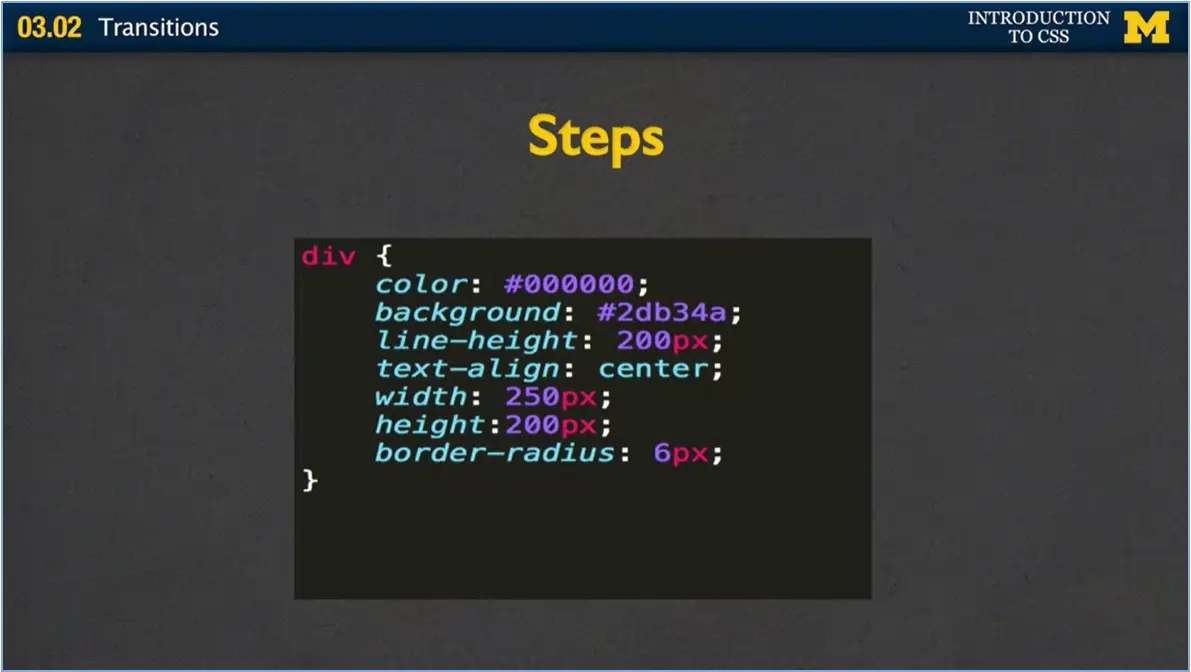 03.02 Transitions
INTRODUCTION
TO CSS
M
Steps
div {
    color: #000000;
    background: #2db34a;
    line-height: 200px;
    text-align: center;
    width: 250px;
    height:200px;
    border-radius: 6px;
}